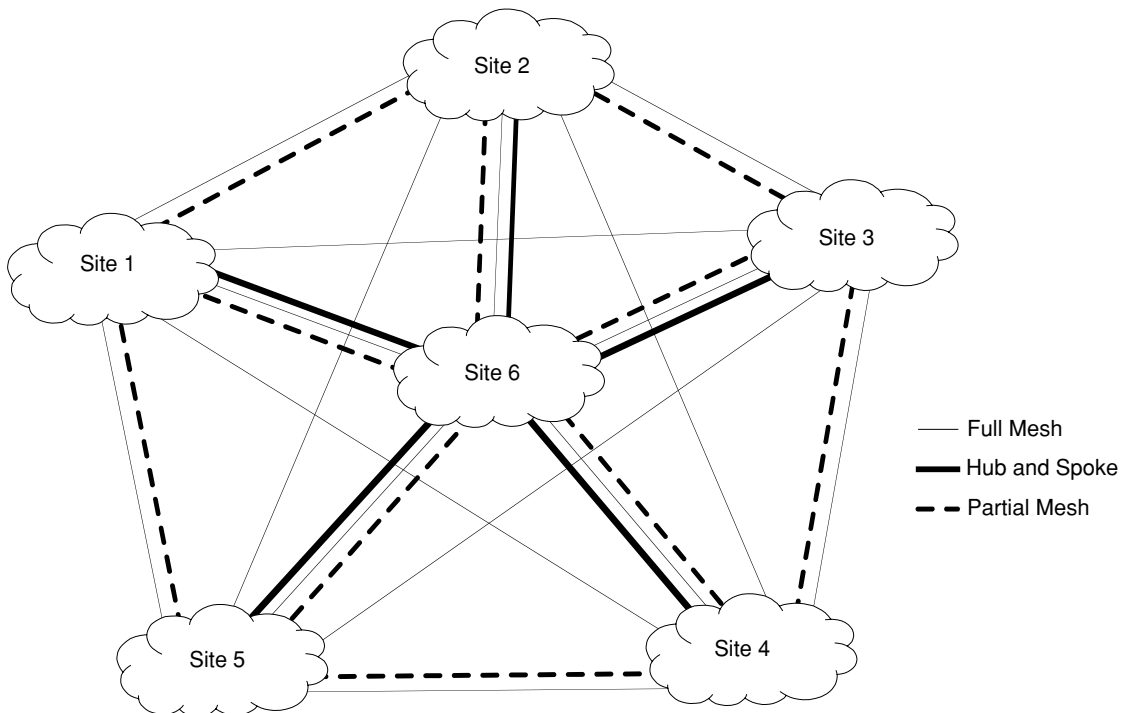 Site 2
Site 3
Site 1
Site 6
Full Mesh
Hub and Spoke
Partial Mesh
Site 4
Site 5